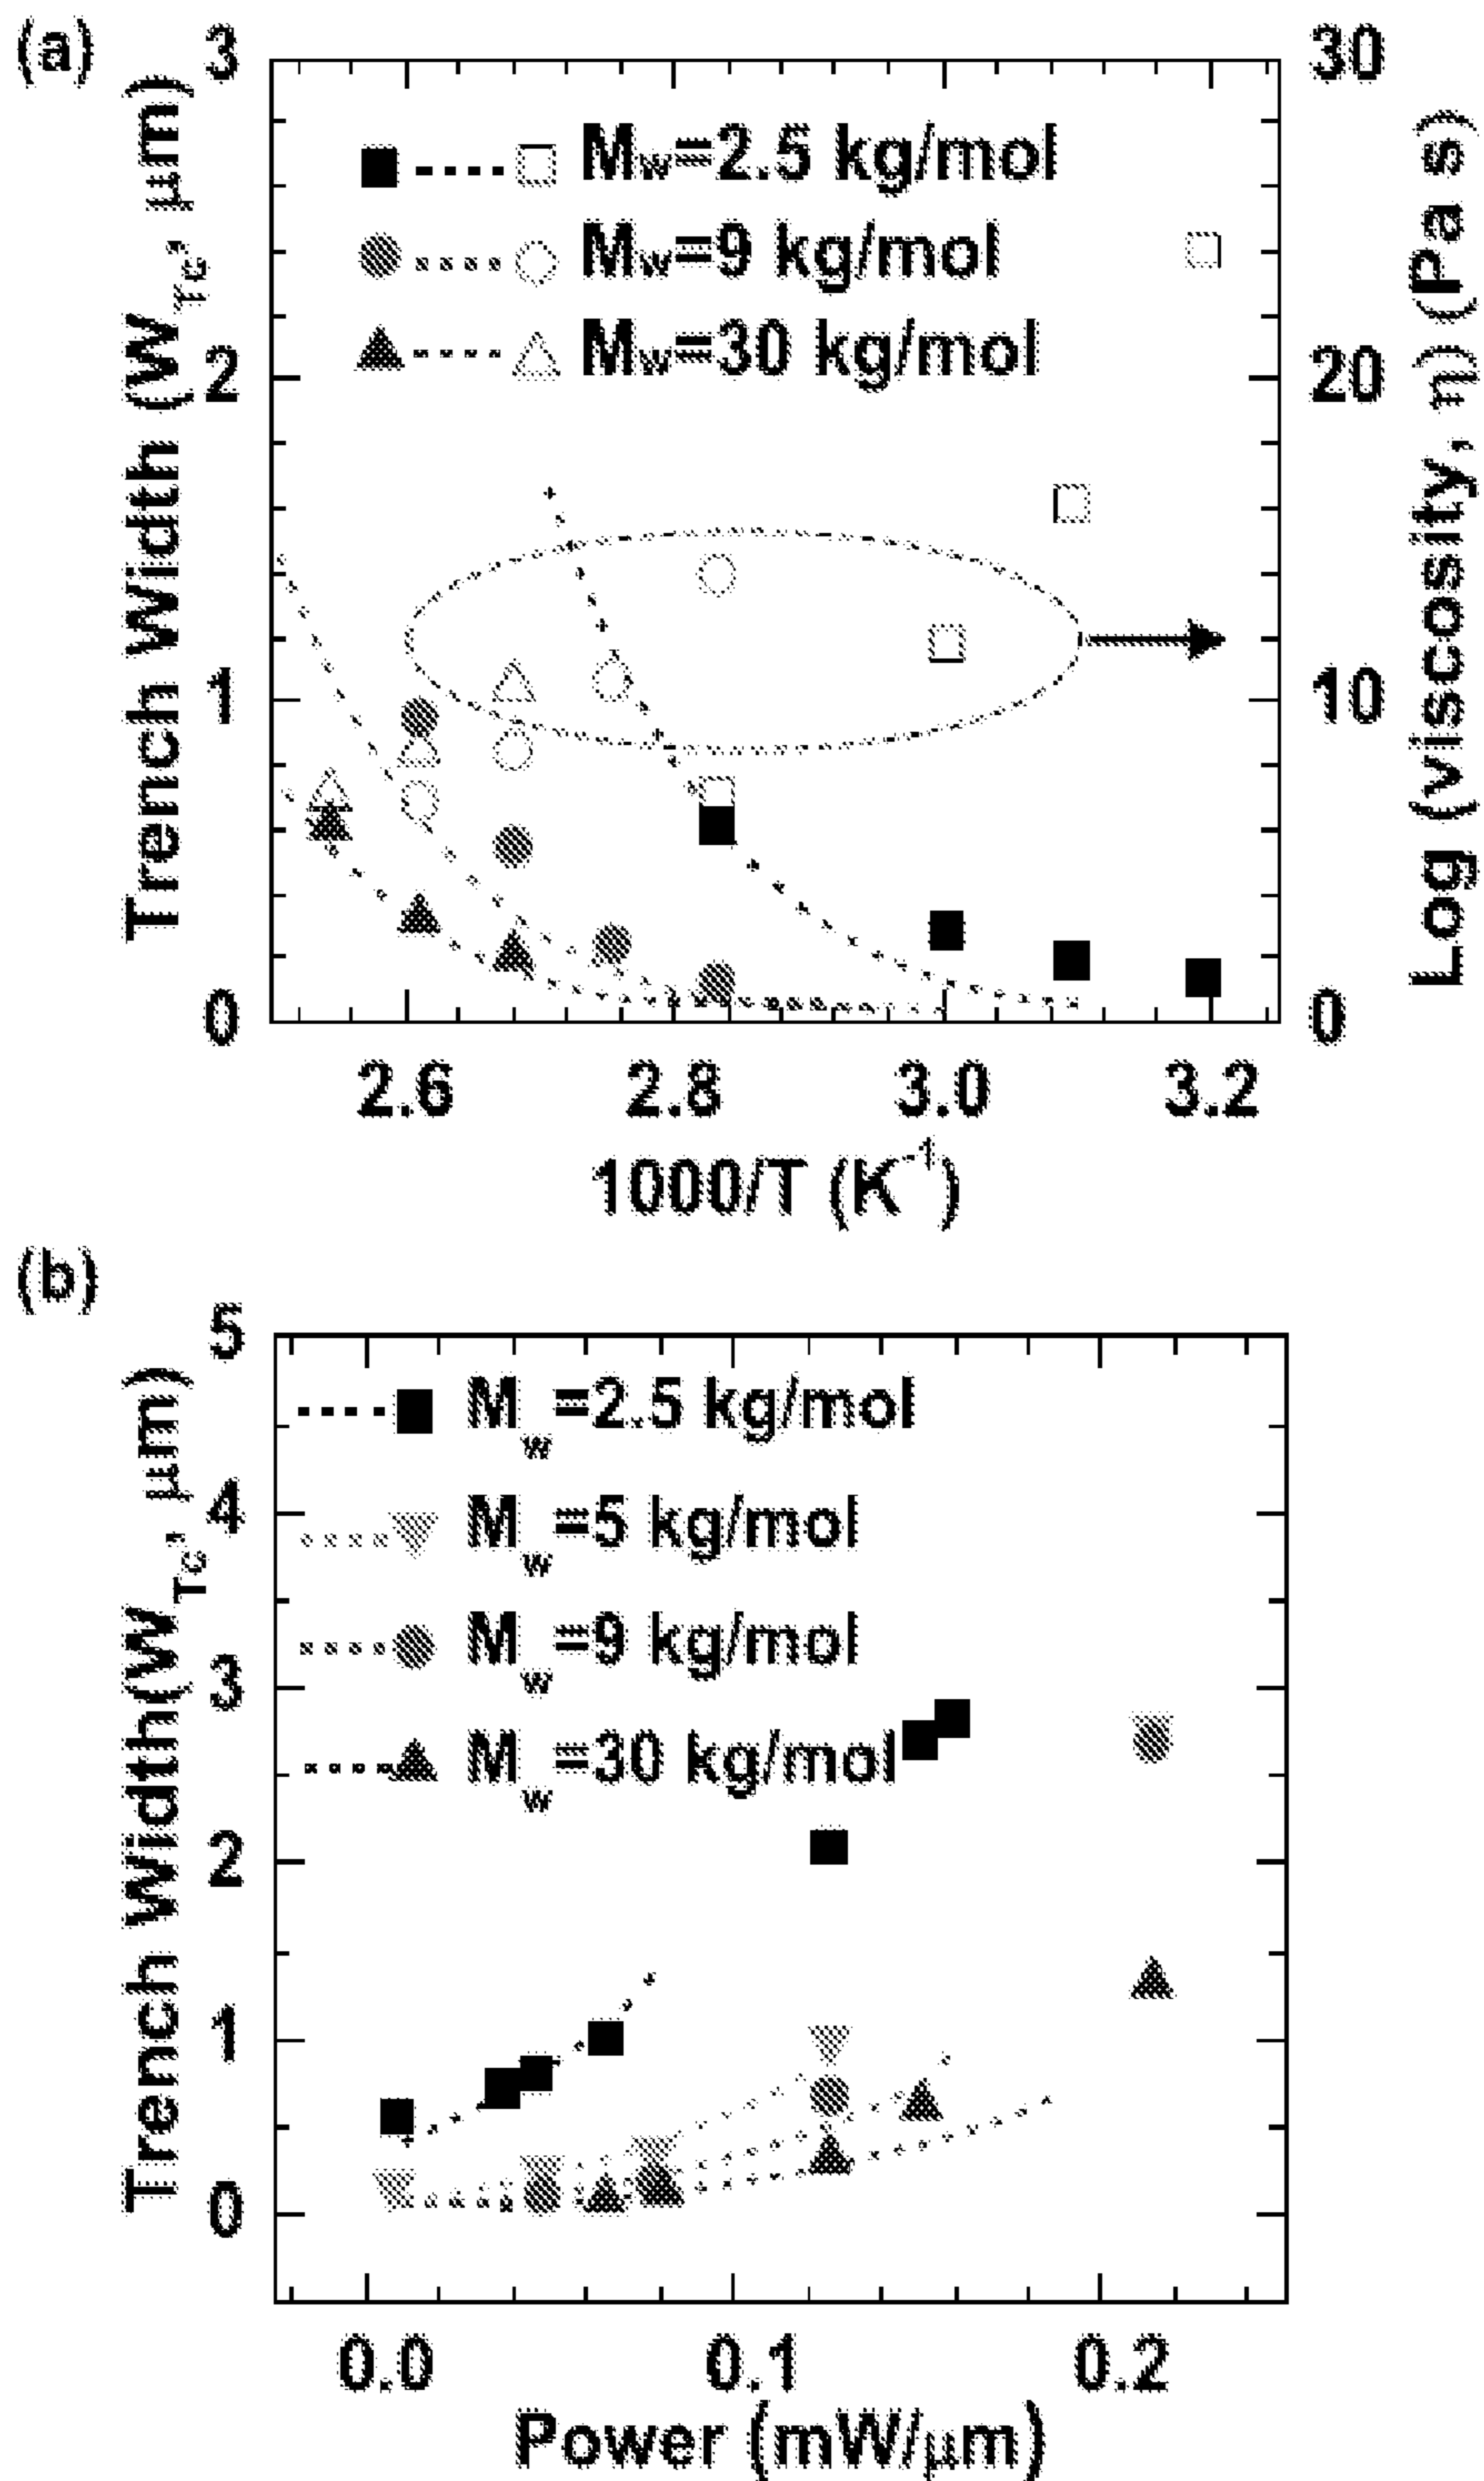 (a)
Trench Width (W_Tc, μm)
3
2
1
0
M_w=2.5 kg/mol
M_w=9 kg/mol
M_w=30 kg/mol
30
20
10
0
Log (viscosity, η) (Pa s)
2.6 2.8 3.0 3.2
1000/T (K^-1)
(b)
Trench Width(W_Tc, μm)
5
4
3
2
1
0
M_w=2.5 kg/mol
M_w=5 kg/mol
M_w=9 kg/mol
M_w=30 kg/mol
0.0 0.1 0.2
Power (mW/μm)